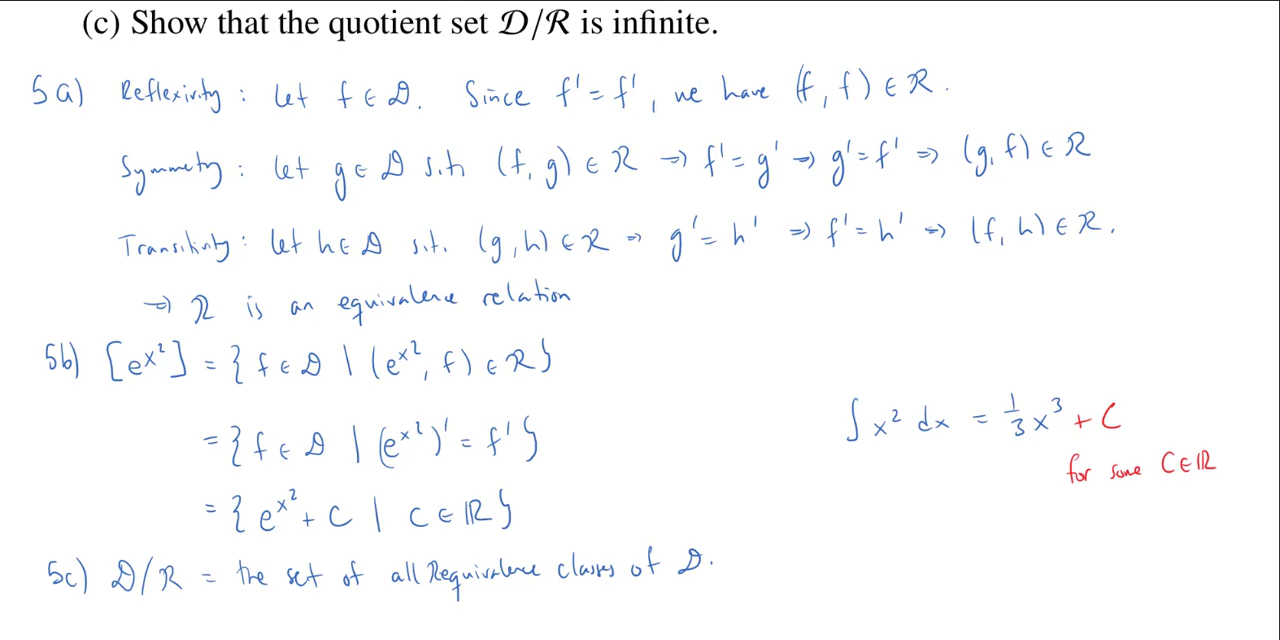 (c) Show that the quotient set 𝒟/ℛ is infinite.
5a) Reflexivity: let f ∈ 𝒟. Since f' = f', we have (f, f) ∈ ℛ.
Symmetry: let g ∈ 𝒟 s.t. (f, g) ∈ ℛ ⇒ f' = g' ⇒ g' = f' ⇒ (g, f) ∈ ℛ
Transitivity: let h ∈ 𝒟 s.t. (g, h) ∈ ℛ ⇒ g' = h' ⇒ f' = h' ⇒ (f, h) ∈ ℛ.
⇒ ℛ is an equivalence relation
5b) [e^{x²}] = { f ∈ 𝒟 | (e^{x²}, f) ∈ ℛ }
= { f ∈ 𝒟 | (e^{x²})' = f' }
∫ x² dx = 1/3 x³ + C
for some C ∈ ℝ
= { e^{x²} + C | C ∈ ℝ }
5c) 𝒟/ℛ = the set of all ℛ equivalence classes of 𝒟.